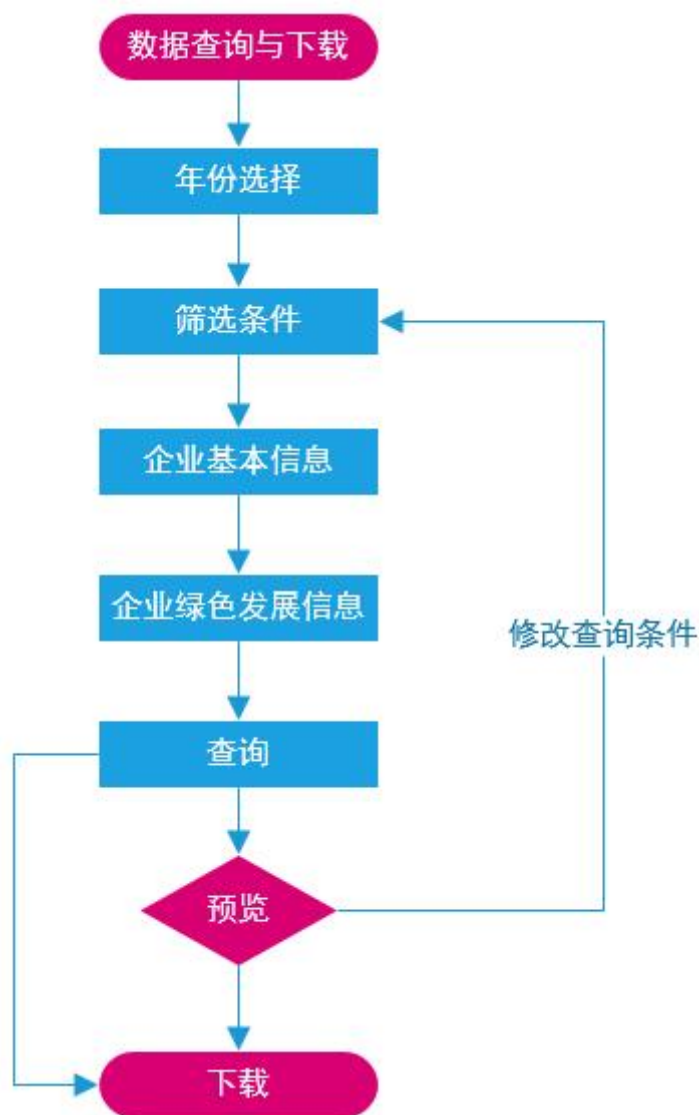 数据查询与下载
年份选择
筛选条件
企业基本信息
企业绿色发展信息
修改查询条件
查询
预览
下载